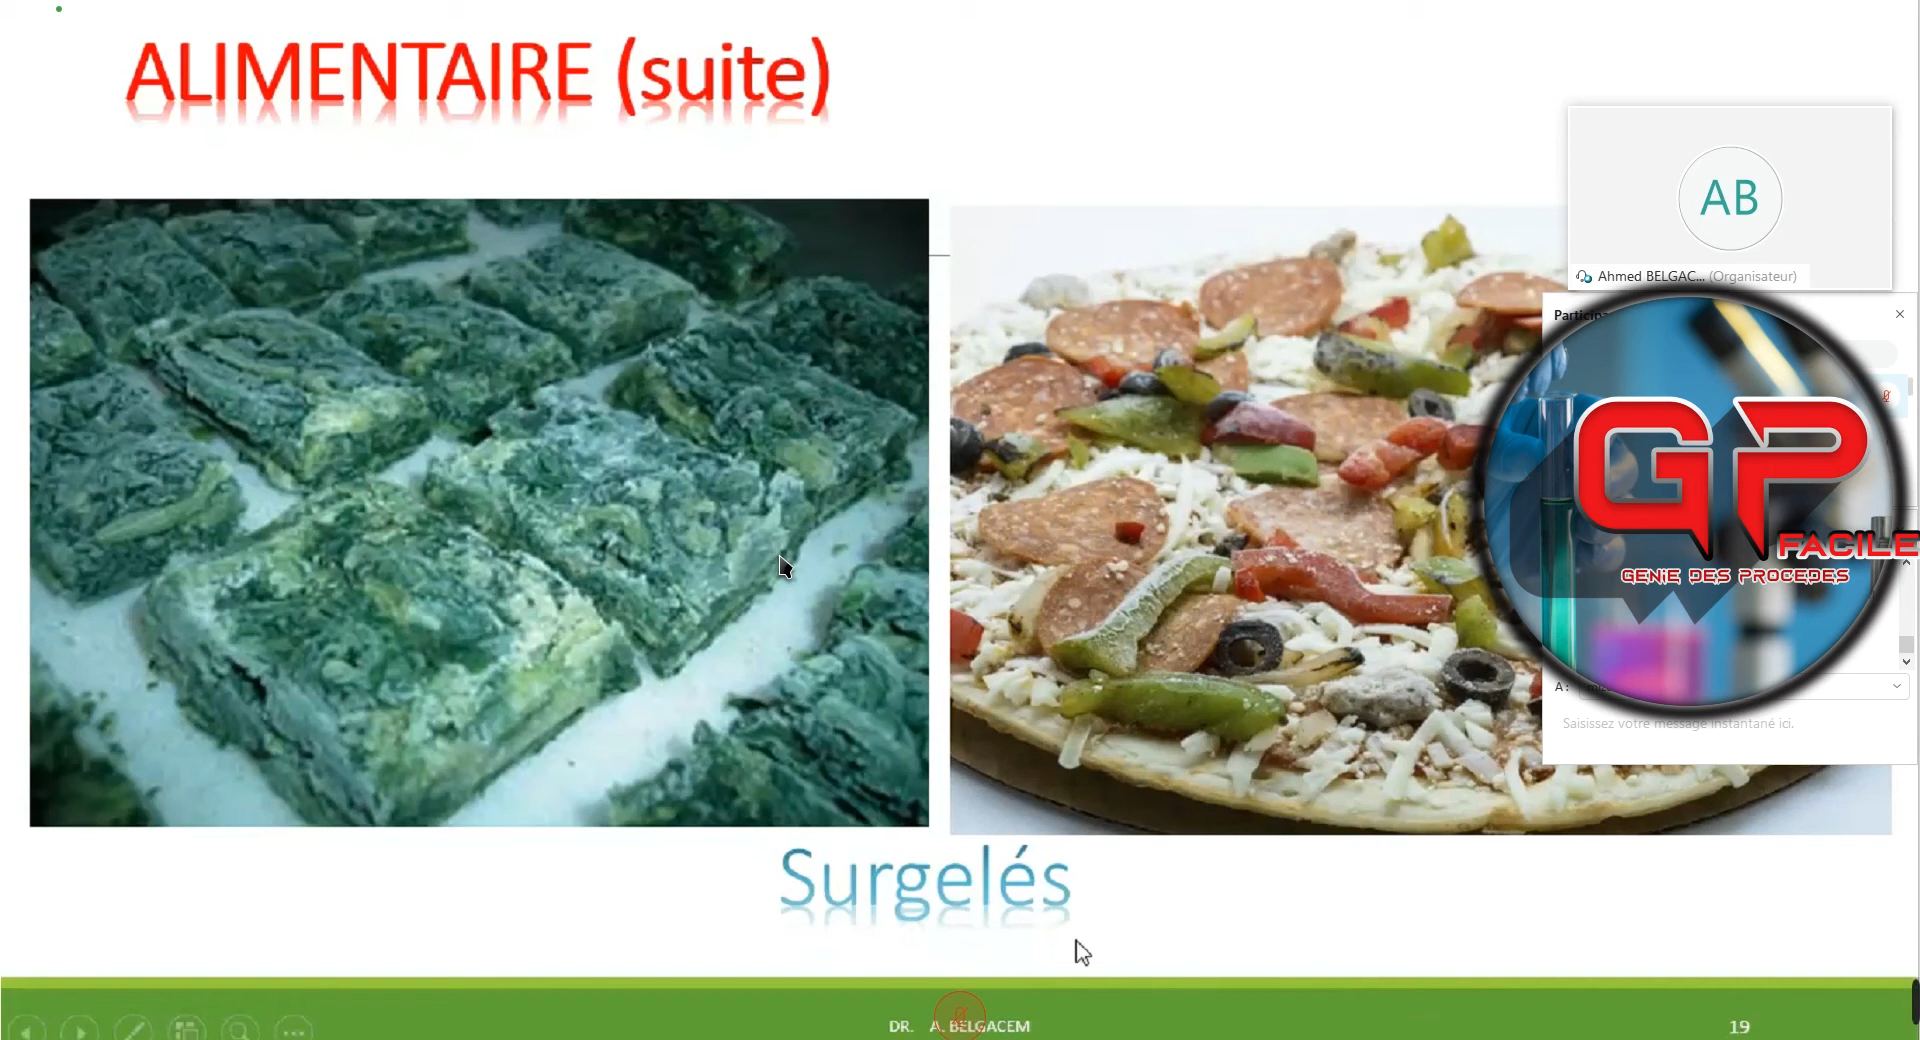 ALIMENTAIRE (suite)
AB
Ahmed BELGAC... (Organisateur)
GP
FACILE
GENIE DES PROCEDES
A :
Saisissez votre message instantané ici.
Surgelés
DR. A. BELGACEM
19